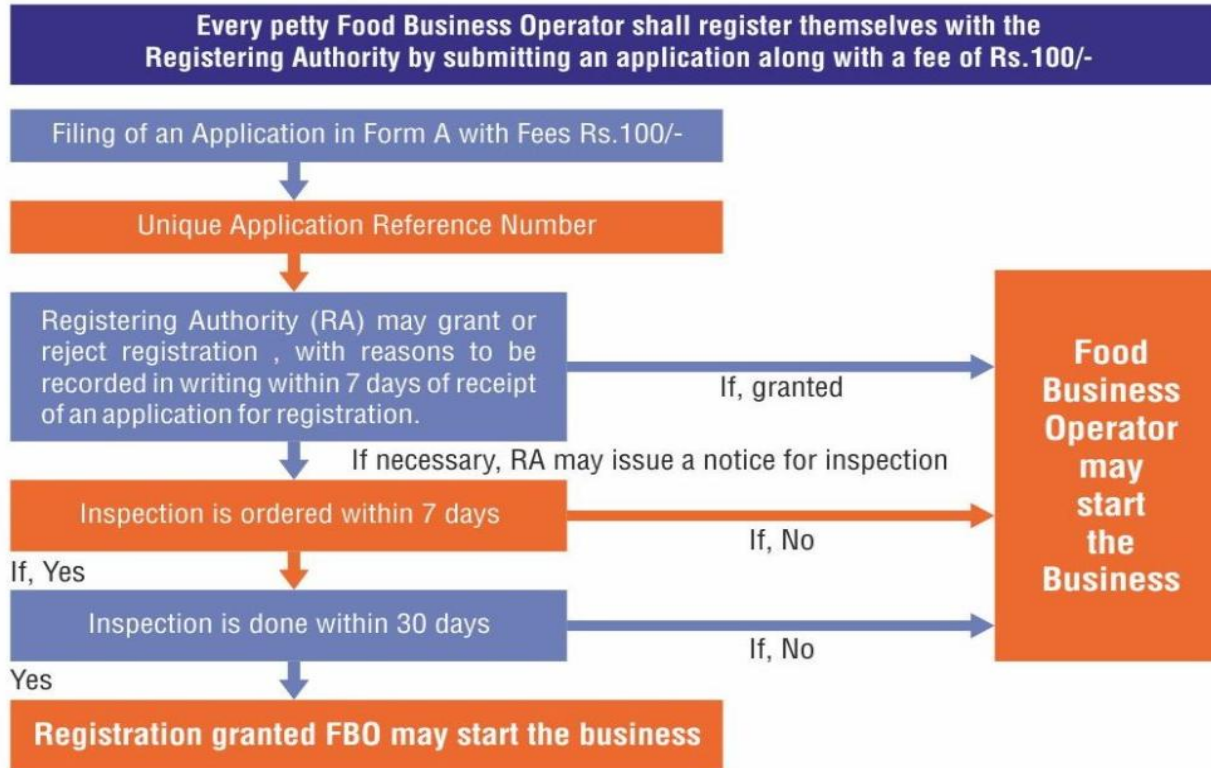 Every petty Food Business Operator shall register themselves with the
Registering Authority by submitting an application along with a fee of Rs.100/-
Filing of an Application in Form A with Fees Rs.100/-
Unique Application Reference Number
Registering Authority (RA) may grant or
reject registration , with reasons to be
recorded in writing within 7 days of receipt
of an application for registration.
If, granted
If necessary, RA may issue a notice for inspection
Inspection is ordered within 7 days
If, No
If, Yes
Inspection is done within 30 days
If, No
Yes
Registration granted FBO may start the business
Food
Business
Operator
may
start
the
Business